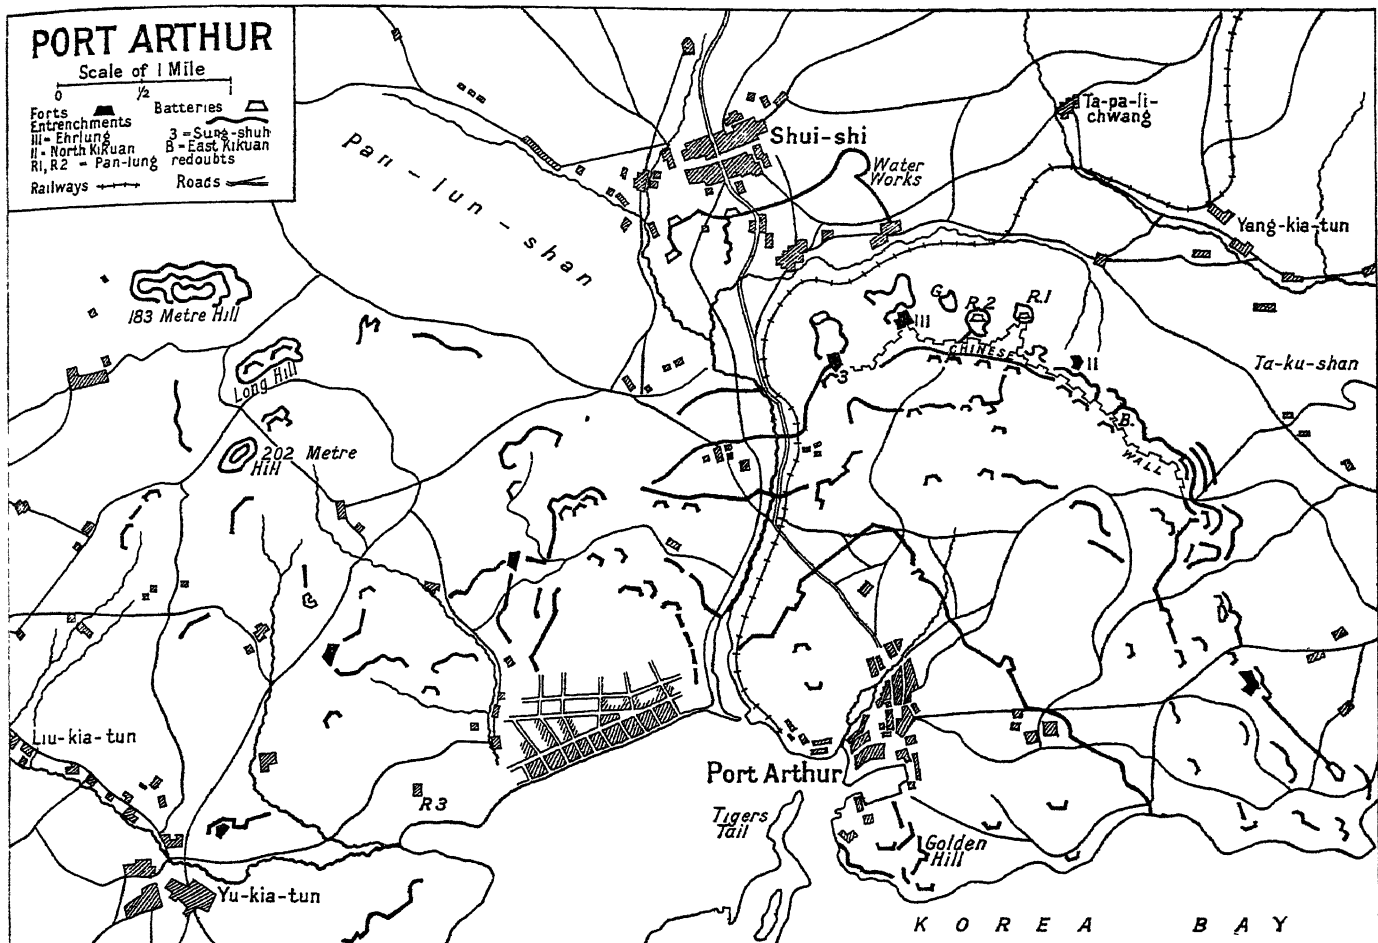 PORT ARTHUR
Scale of 1 Mile
0 ½ 1
Forts Batteries
Entrenchments
III = Ehrlung 3 = Sung-shuh
II = North Kikuan B = East Kikuan
R1, R2 = Pan-lung redoubts
Railways Roads
Ta-pa-li-
chwang
Shui-shi
Pan-lun-shan
Water
Works
Yang-kia-tun
183 Metre Hill
G.
R.2
R.1
III
CHINESE
3
II
Ta-ku-shan
Long Hill
B.
WALL
202 Metre
Hill
Liu-kia-tun
Port Arthur
R3
Tigers
Tail
Golden
Hill
Yu-kia-tun
KOREA BAY